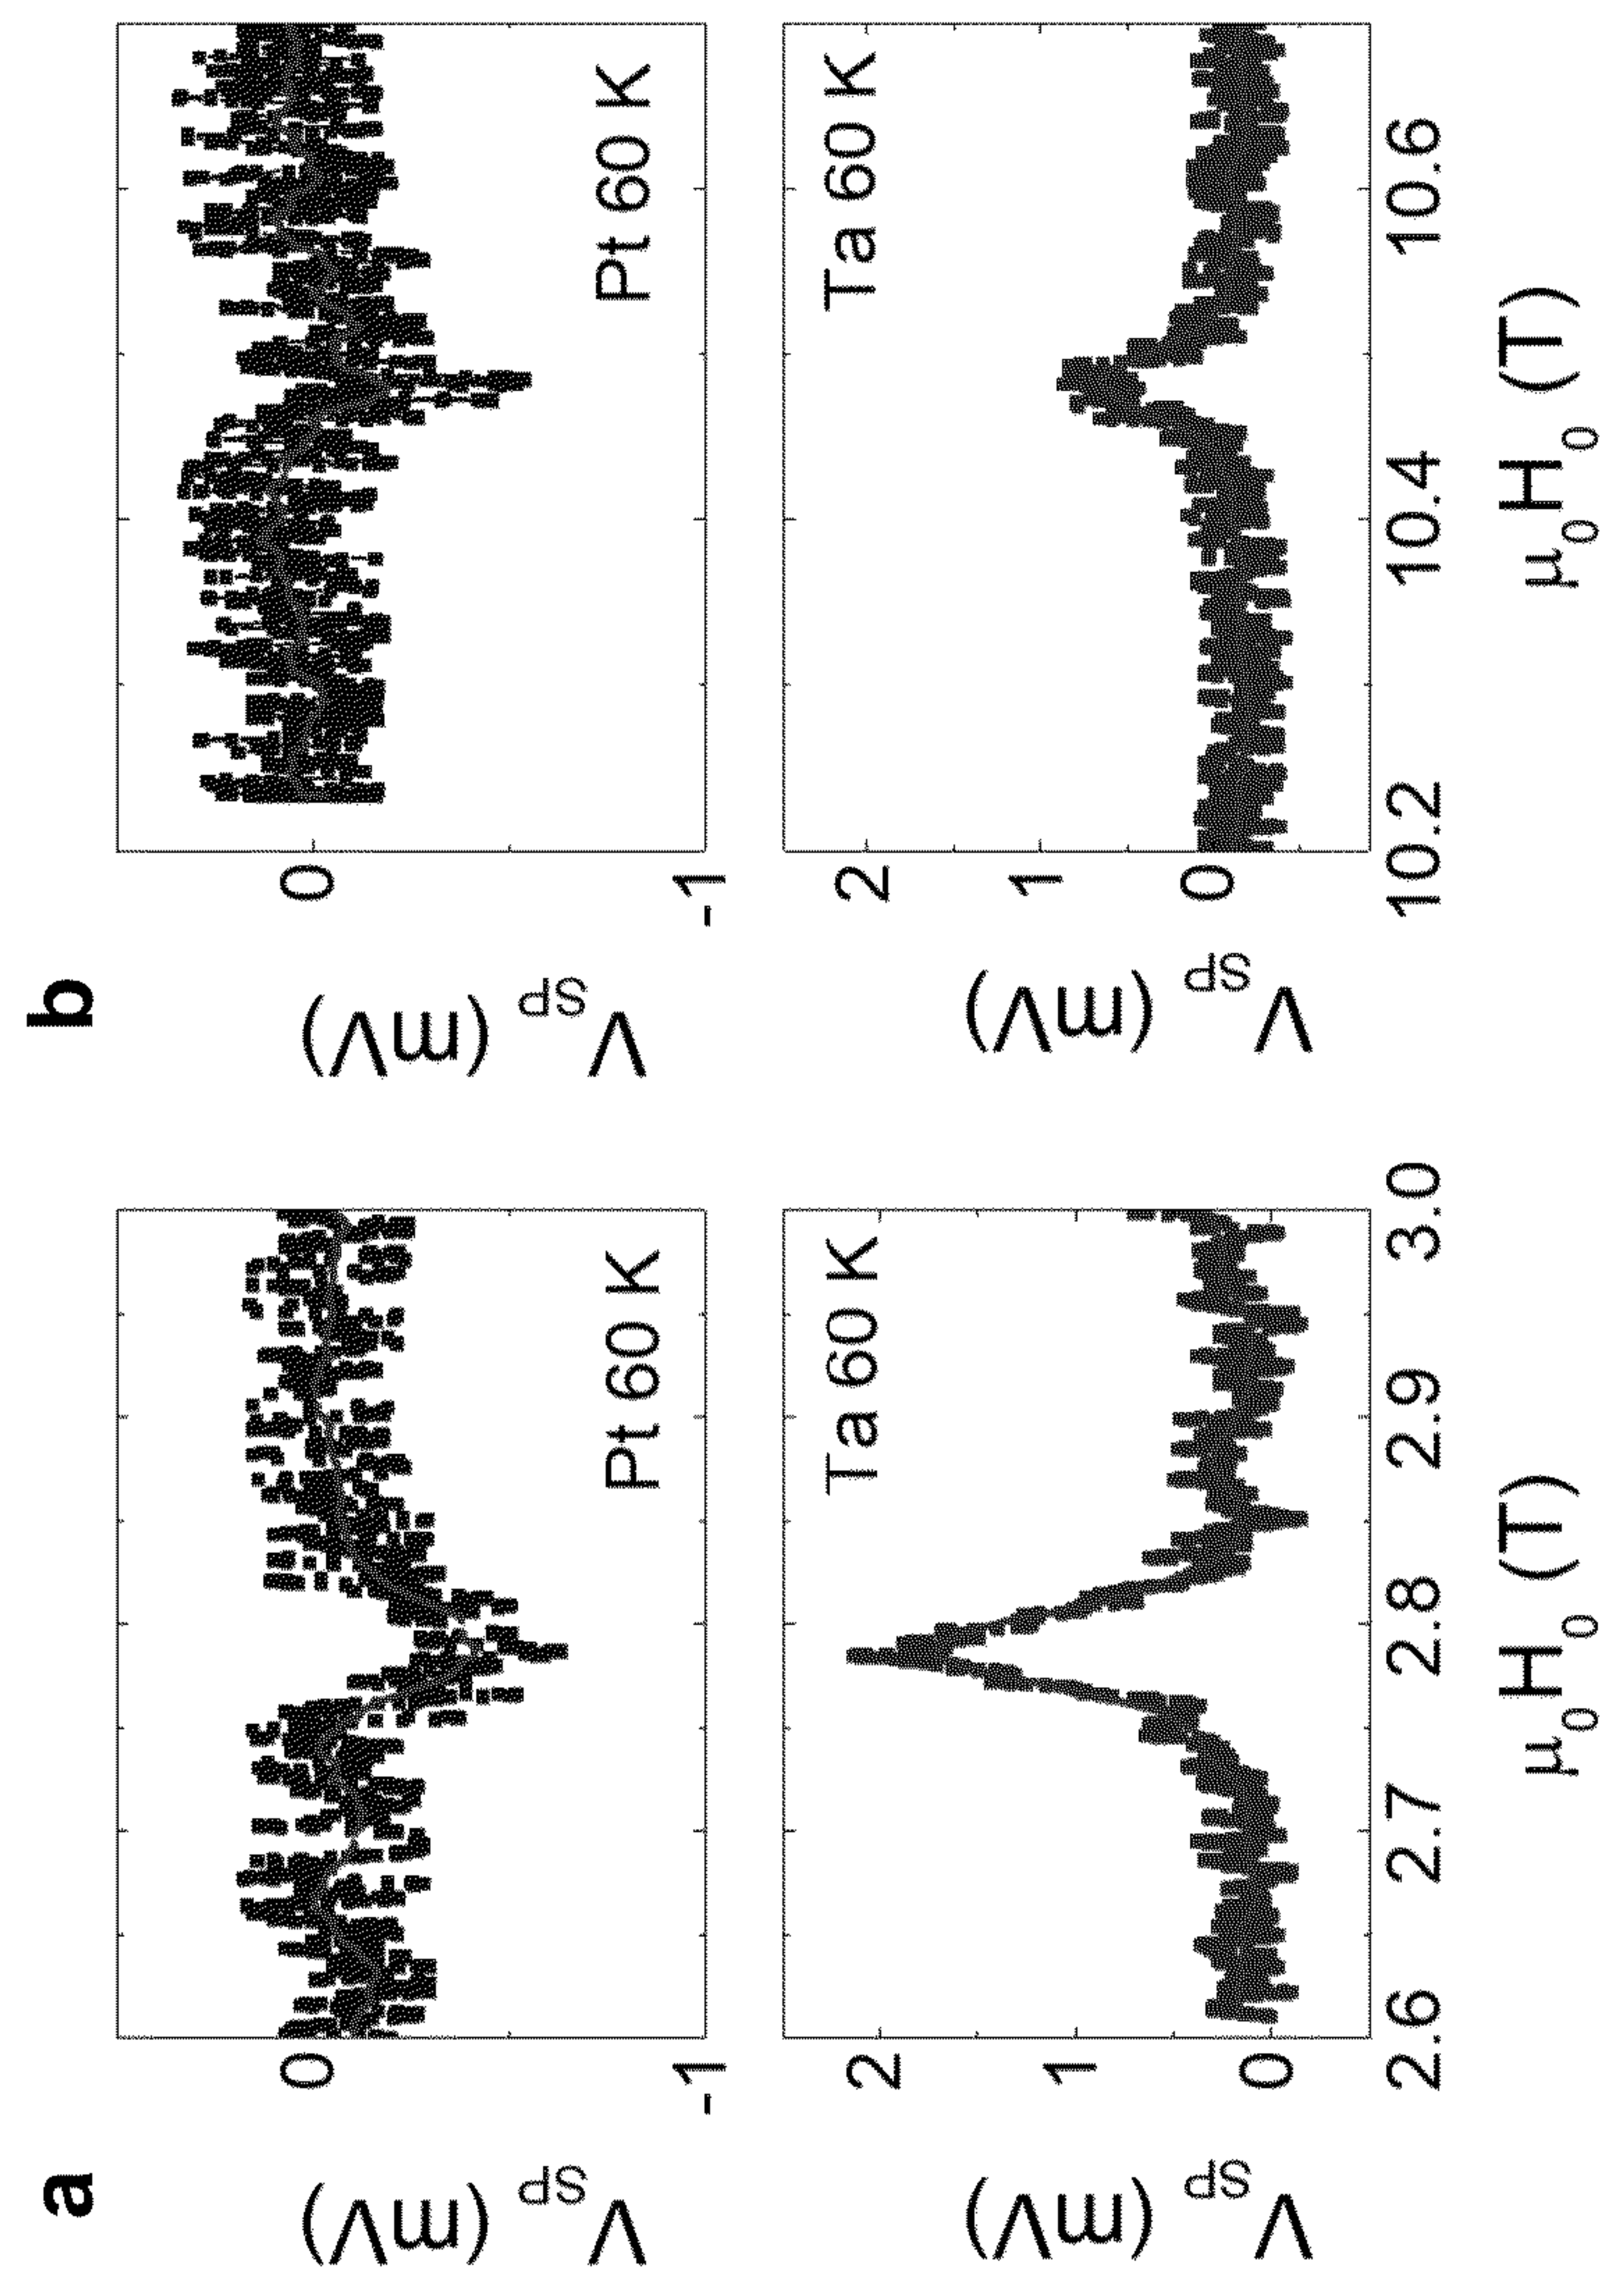 a
b
V_SP (mV)
0
-1
Pt 60 K
V_SP (mV)
0
-1
Pt 60 K
V_SP (mV)
2
1
0
Ta 60 K
2.6 2.7 2.8 2.9 3.0
μ₀H₀ (T)
V_SP (mV)
2
1
0
Ta 60 K
10.2 10.4 10.6
μ₀H₀ (T)